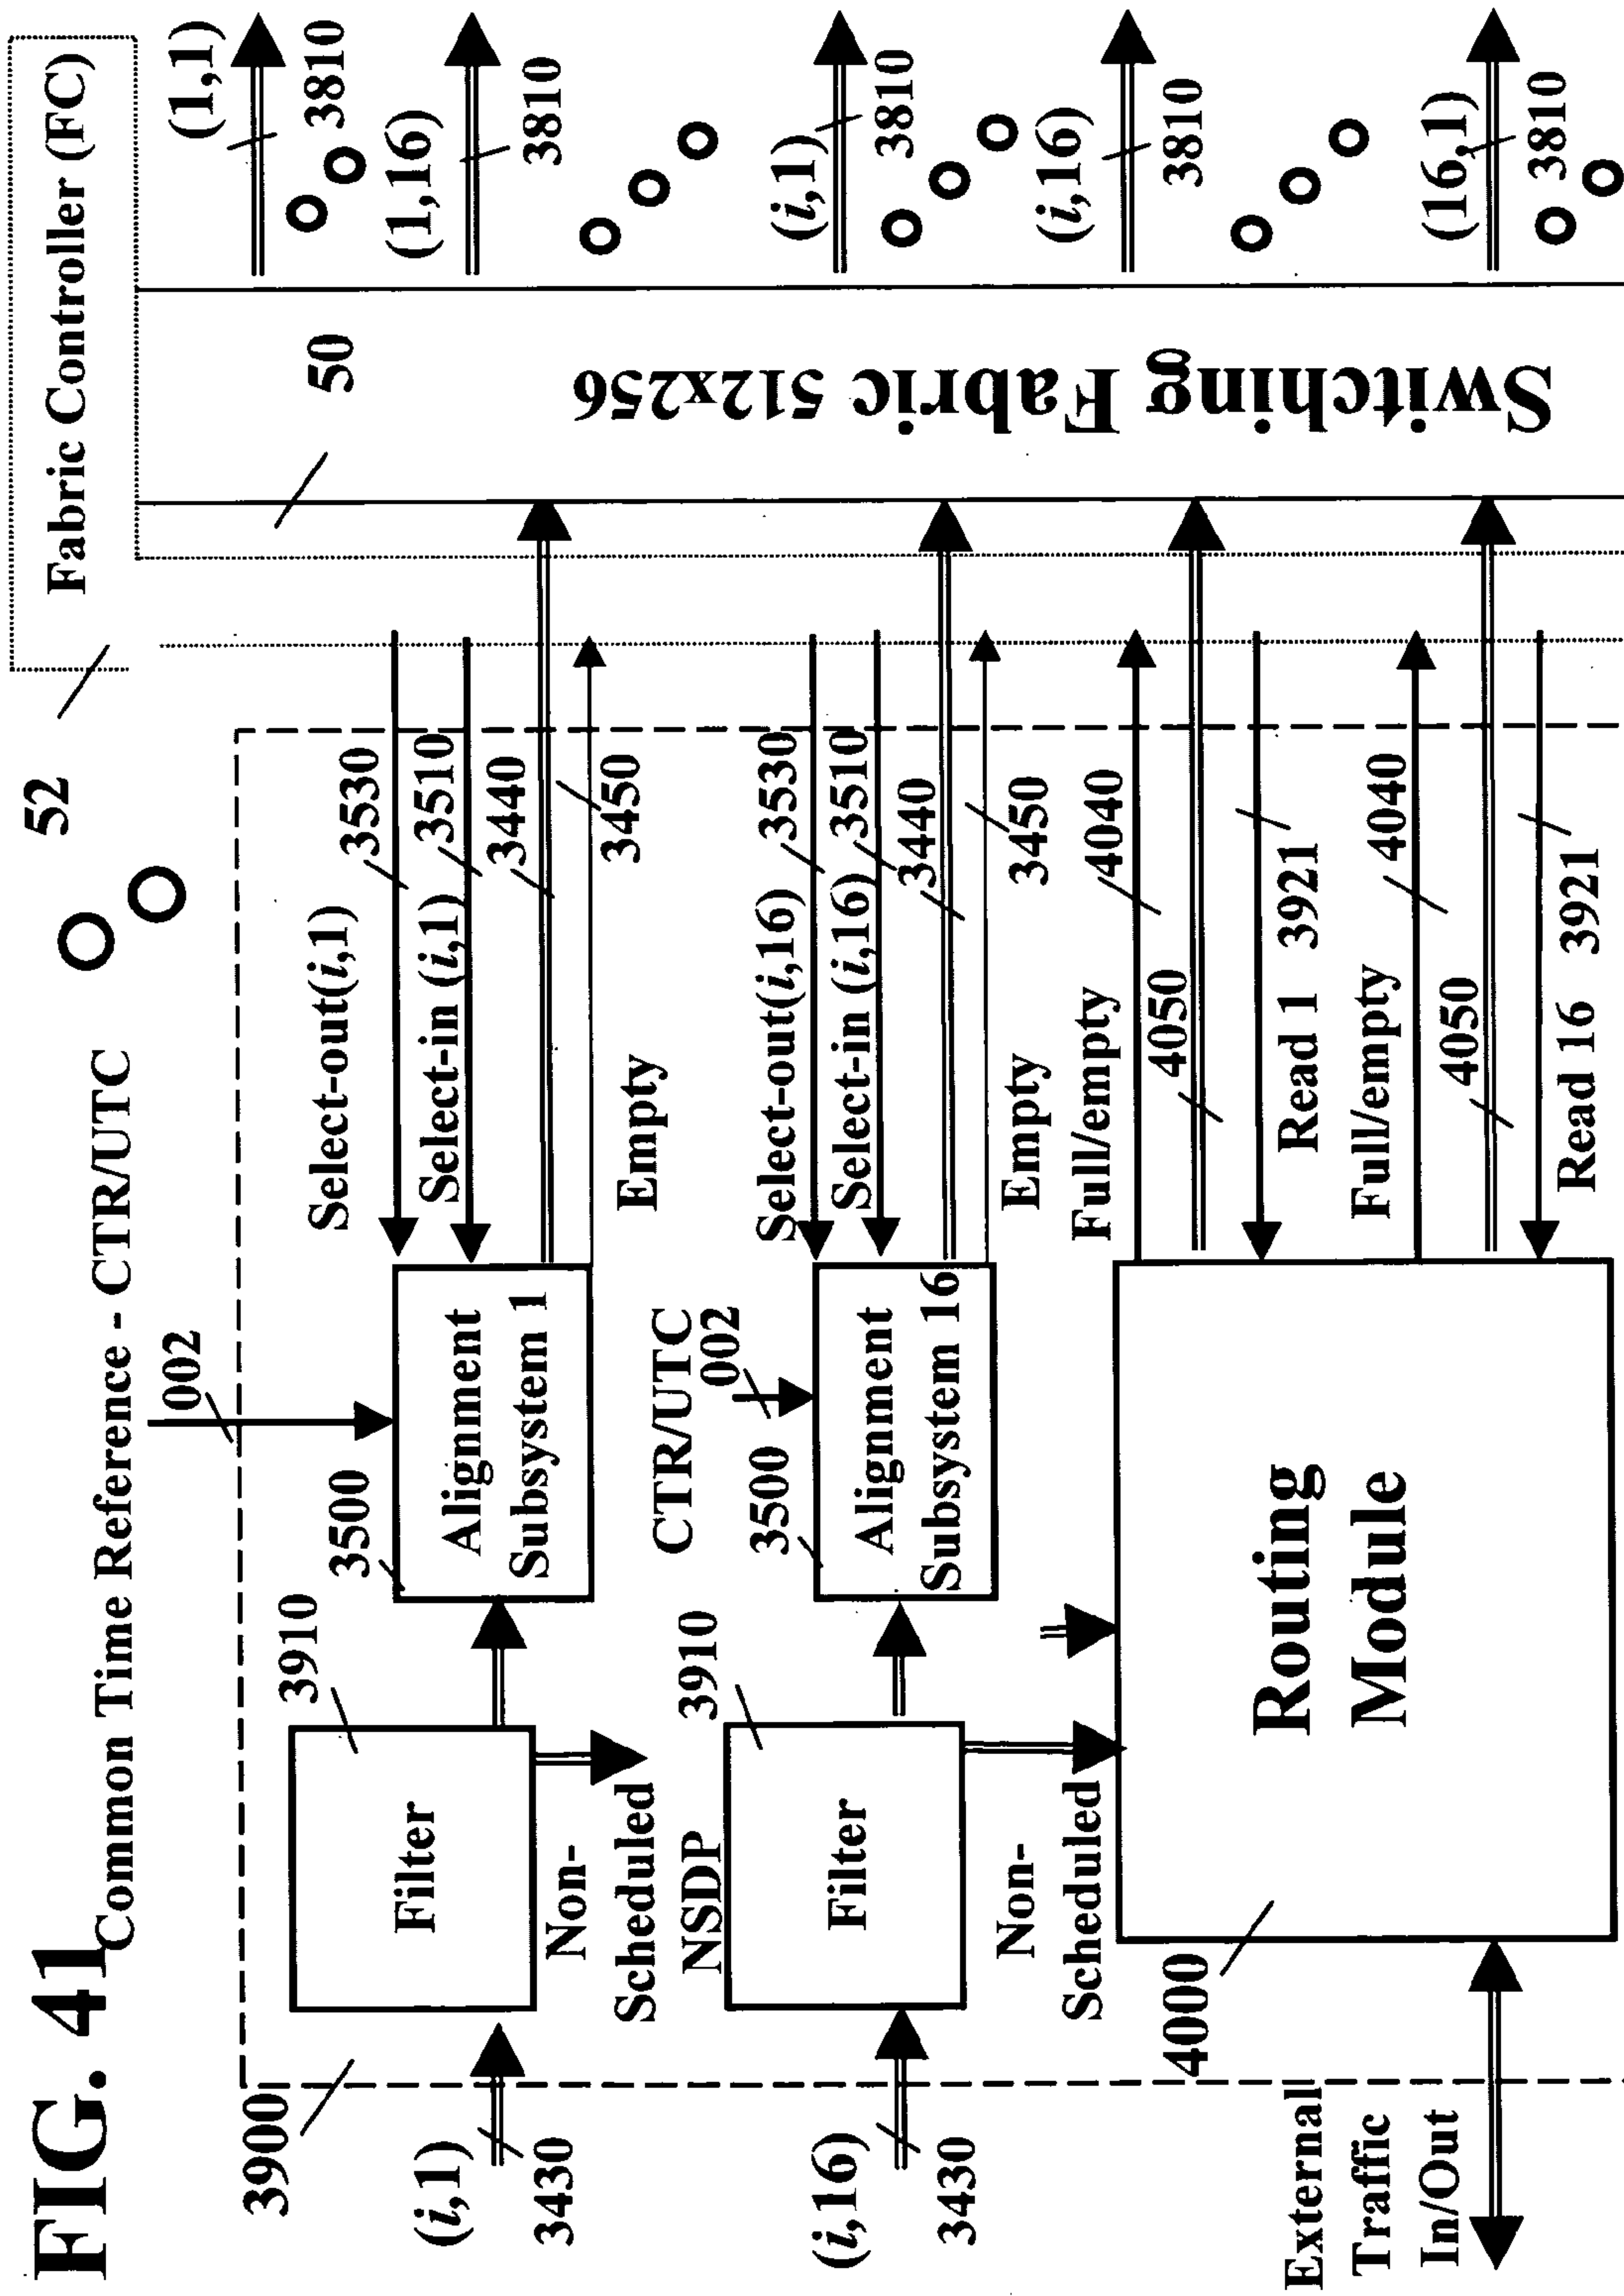 FIG. 41
Common Time Reference - CTR/UTC
52
Fabric Controller (FC)
002
3900
3910
3500
Select-out(i,1)
3530
Select-in (i,1)
3510
3440
3450
Empty
(i,1)
3430
Filter
Alignment
Subsystem 1
Non-
Scheduled
NSDP
3910
CTR/UTC
002
3500
Select-out(i,16)
3530
Select-in (i,16)
3510
3440
3450
Empty
(i,16)
3430
Filter
Alignment
Subsystem 16
Non-
Scheduled
4000
Routing
Module
Full/empty
4040
4050
Read 1
3921
Full/empty
4040
4050
Read 16
3921
External
Traffic
In/Out
50
Switching Fabric 512x256
(1,1)
3810
(1,16)
3810
(i,1)
3810
(i,16)
3810
(16,1)
3810